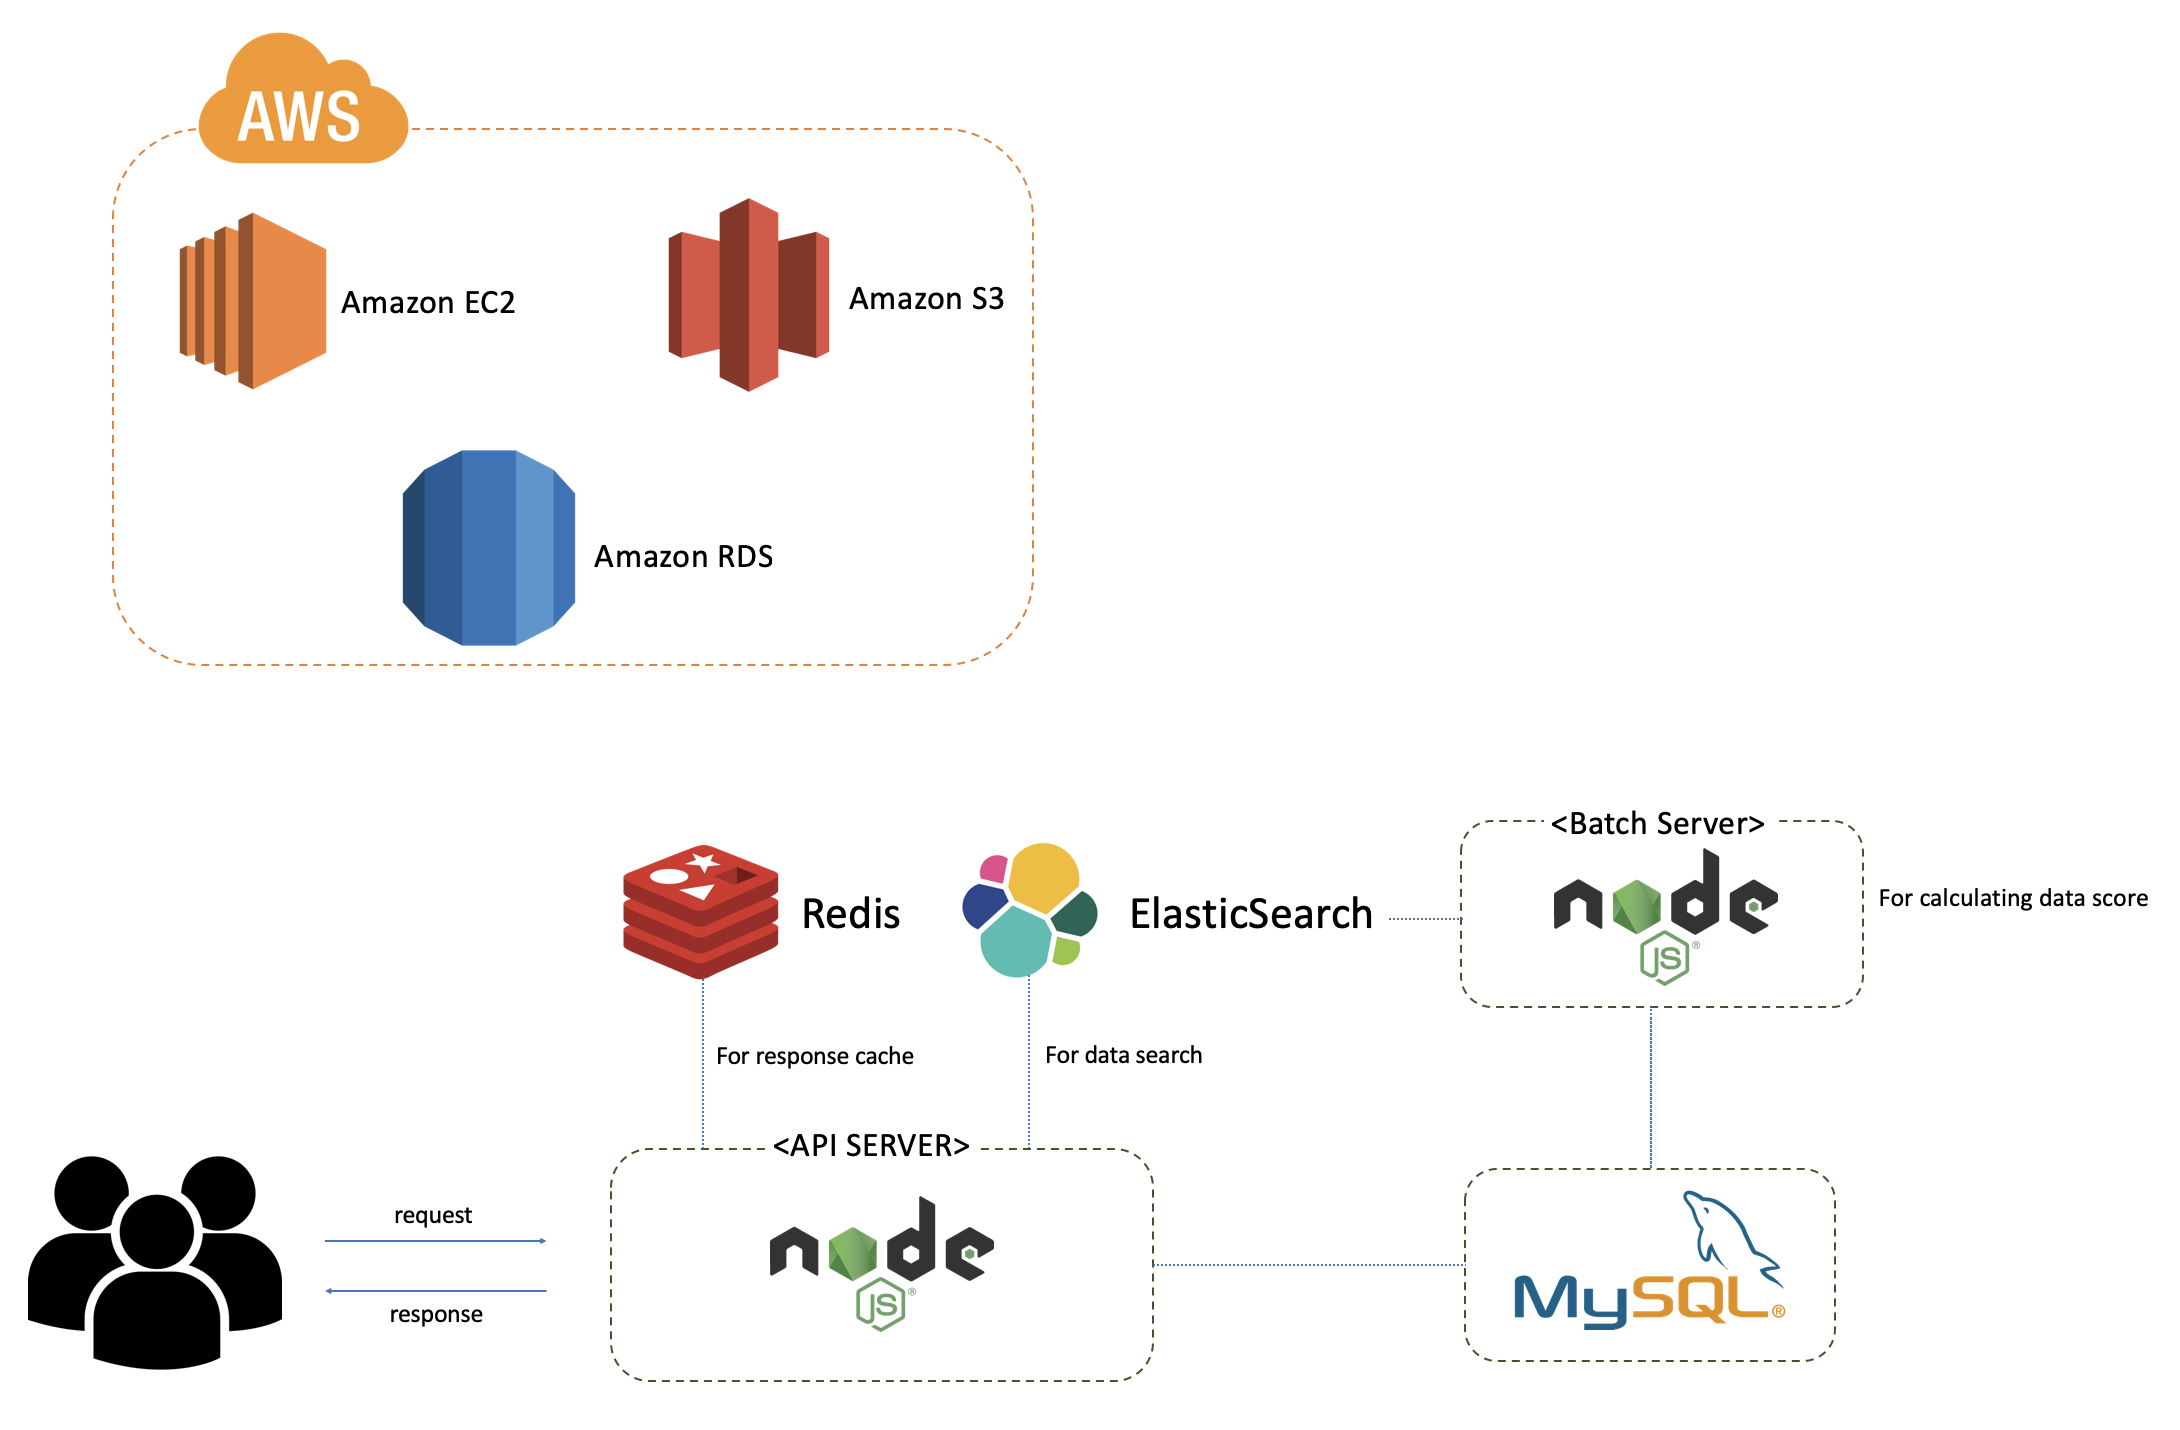 AWS
Amazon EC2
Amazon S3
Amazon RDS
<Batch Server>
Redis
ElasticSearch
node
JS®
For calculating data score
For response cache
For data search
<API SERVER>
request
response
node
JS®
MySQL®